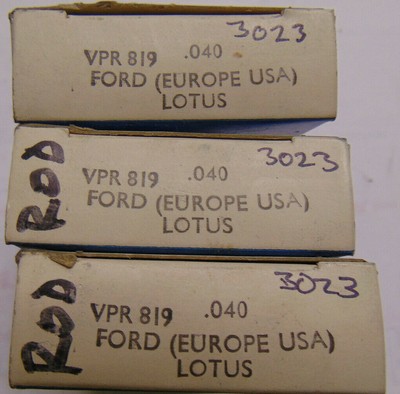 3023
VPR 819 .040
FORD (EUROPE USA)
LOTUS
ROD
3023
VPR 819 .040
FORD (EUROPE USA)
LOTUS
ROD
3023
VPR 819 .040
FORD (EUROPE USA)
LOTUS